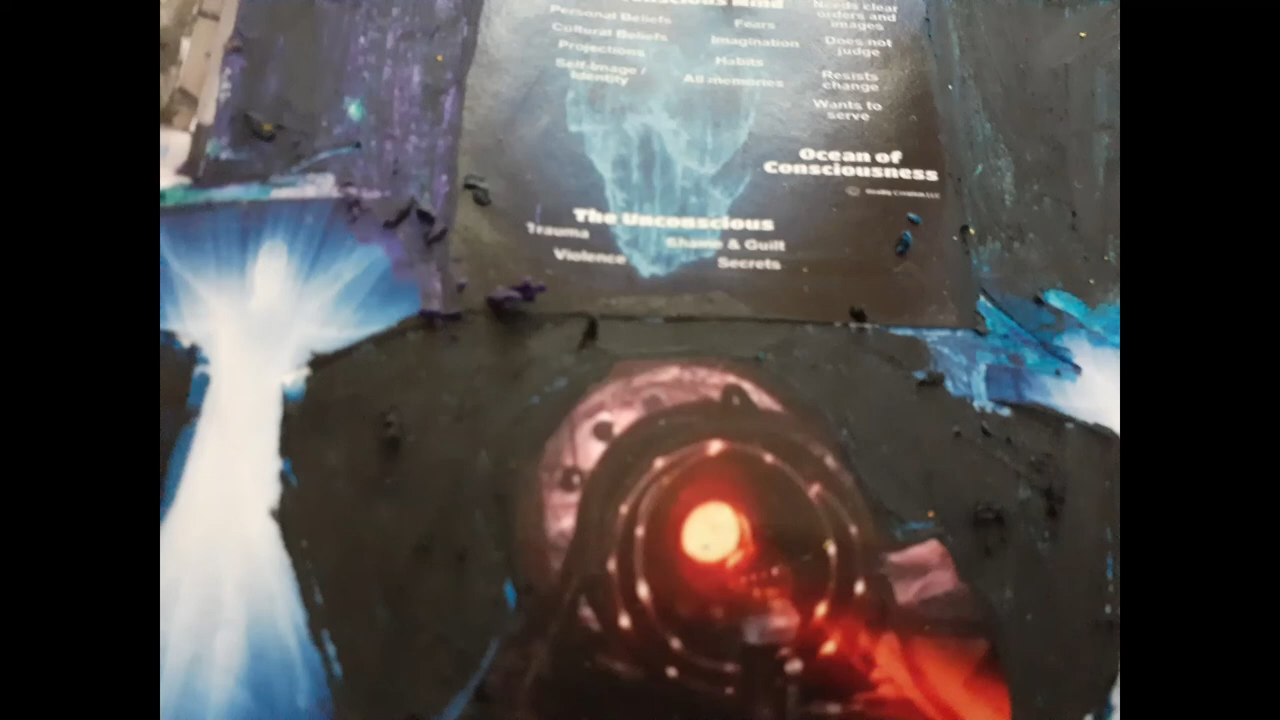 Mind
Personal Beliefs
Cultural Beliefs
Projections
Self-Image /
Identity
Fears
Imagination
Habits
All memories
Needs clear
orders and
images
Does not
judge
Resists
change
Wants to
serve
Ocean of
Consciousness
The Unconscious
Trauma
Shame & Guilt
Violence
Secrets